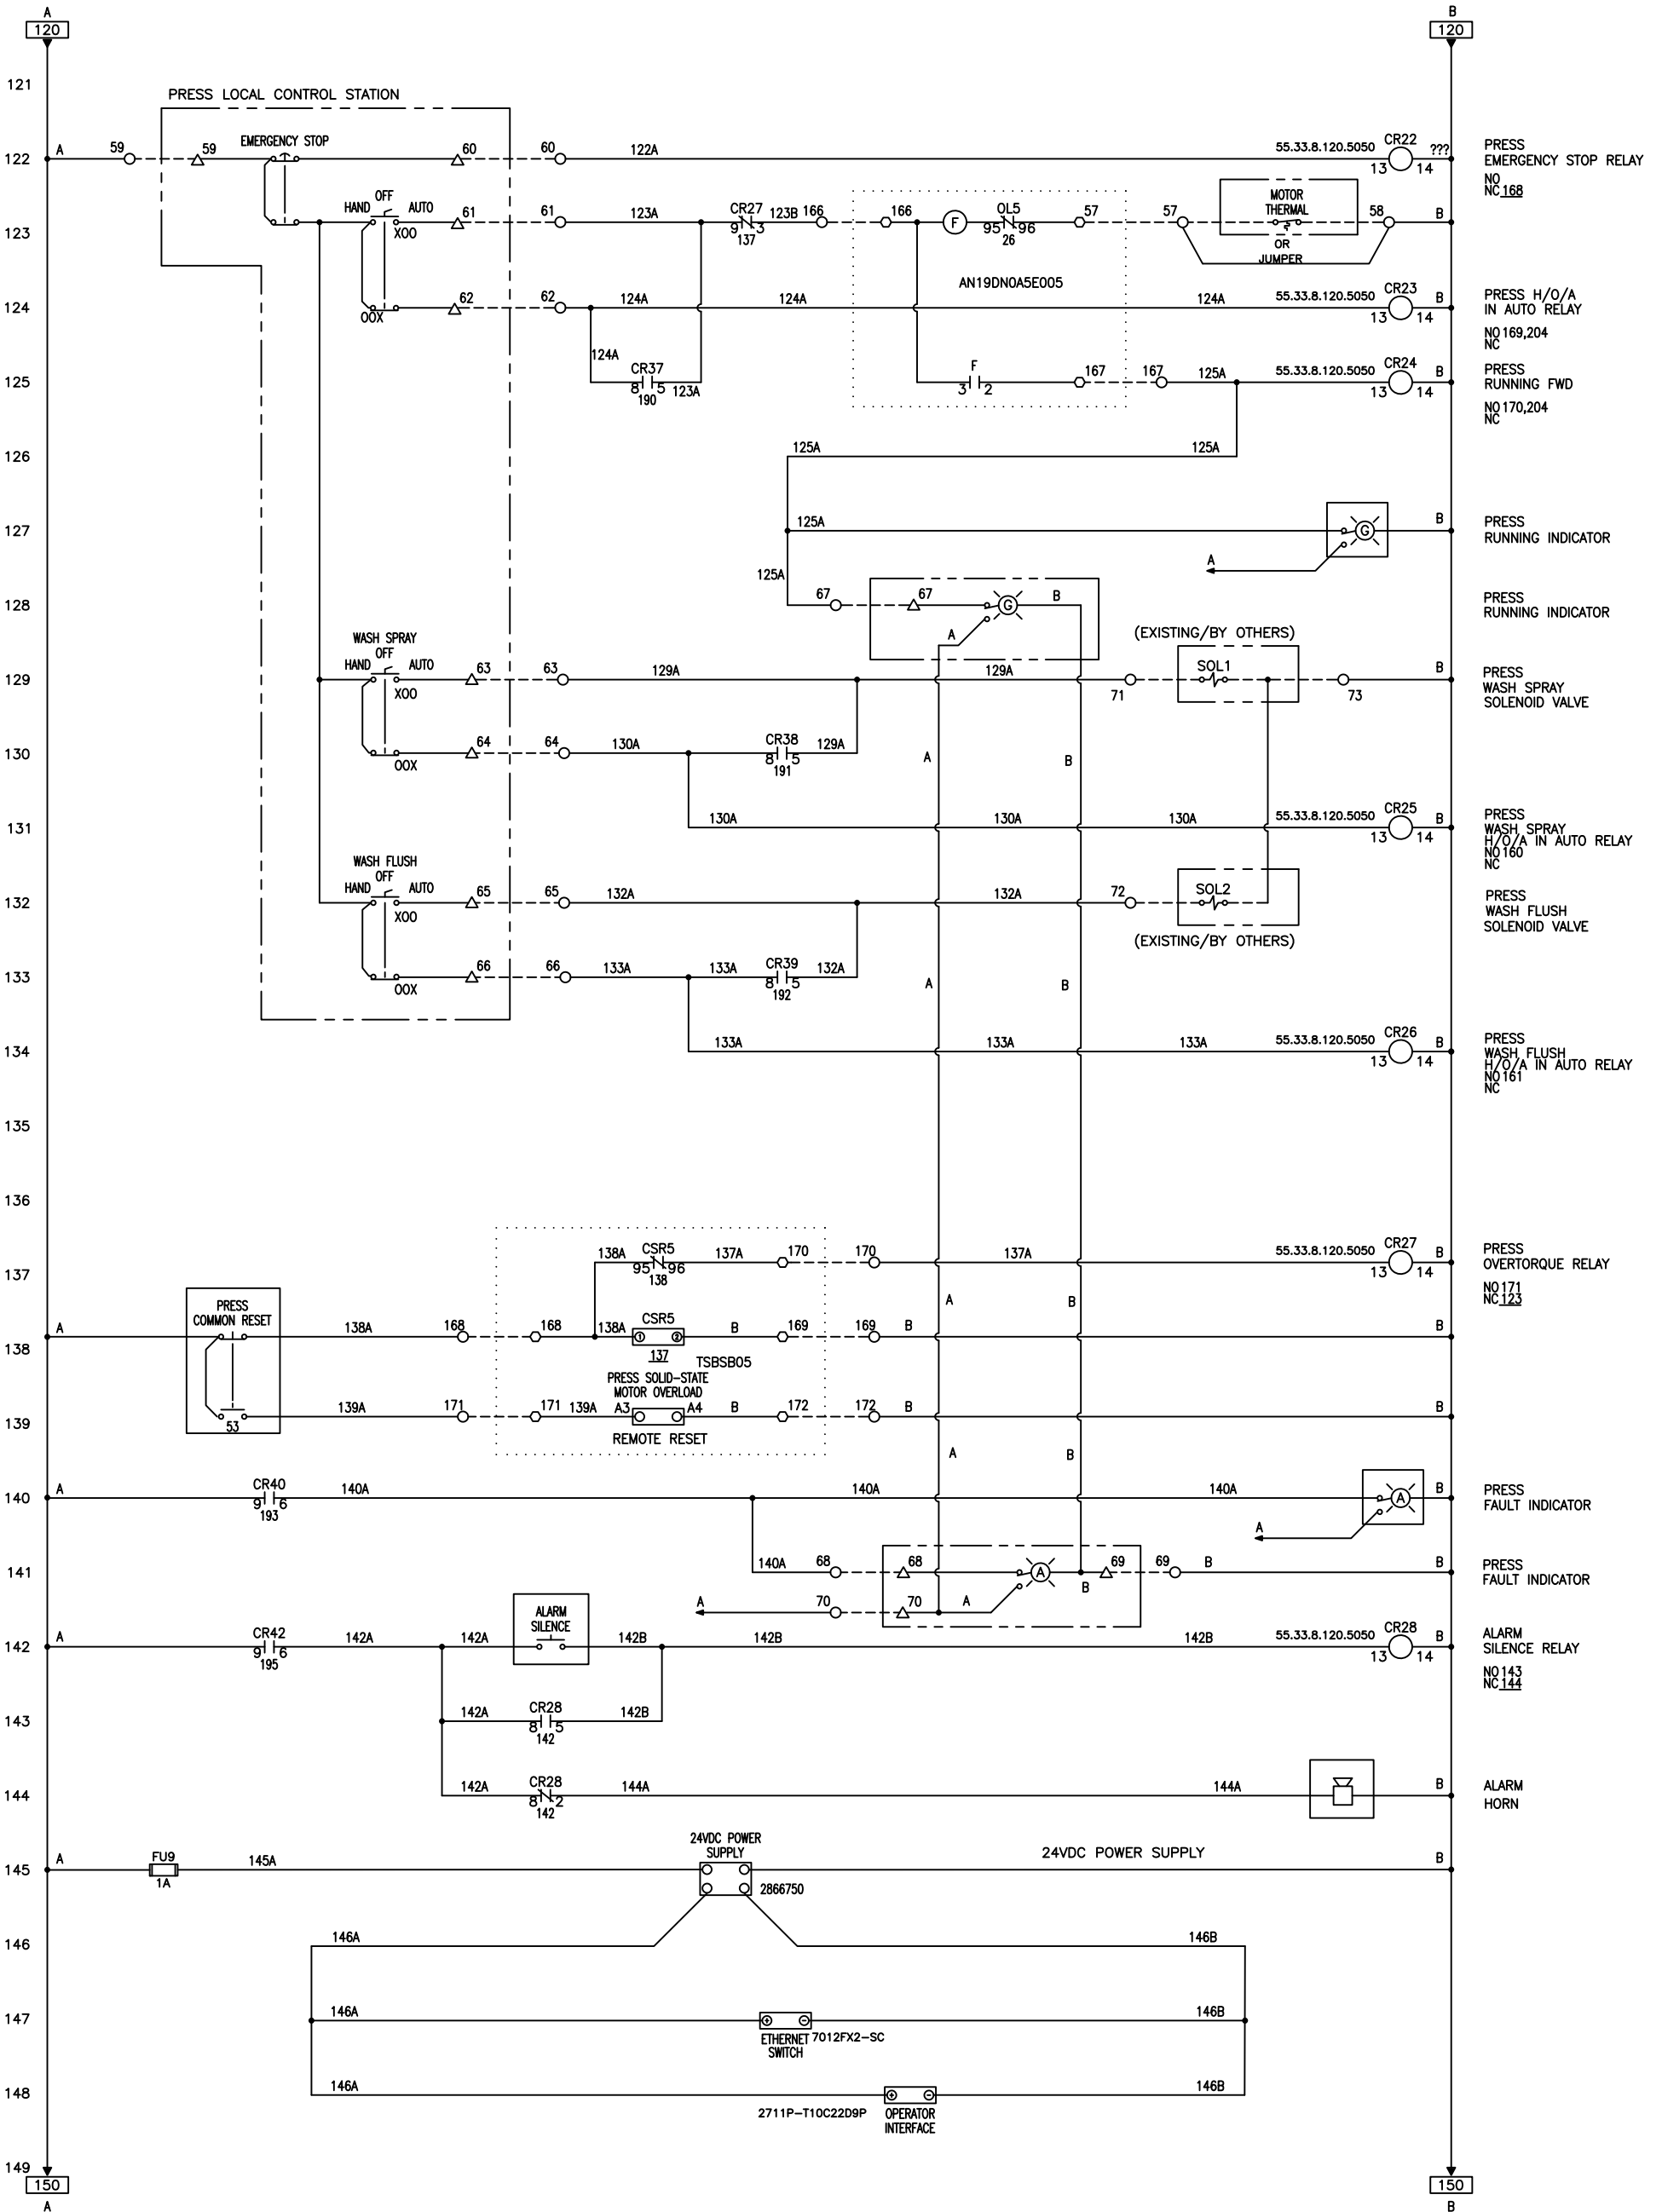 A
120
B
120
121
PRESS LOCAL CONTROL STATION
122
A
59
59
EMERGENCY STOP
60
60
122A
55.33.8.120.5050
CR22
13
14
???
PRESS
EMERGENCY STOP RELAY
NO
NC 168
123
HAND
OFF
AUTO
XOO
61
61
123A
CR27
9
3
137
123B
166
166
F
OL5
95
96
26
57
57
MOTOR
THERMAL
OR
JUMPER
58
B
AN19DN0A5E005
124
OOX
62
62
124A
124A
124A
55.33.8.120.5050
CR23
13
14
B
PRESS H/O/A
IN AUTO RELAY
NO 169,204
NC
125
124A
CR37
8
5
190
123A
F
3
2
167
167
125A
55.33.8.120.5050
CR24
13
14
B
PRESS
RUNNING FWD
NO 170,204
NC
126
125A
125A
127
125A
G
A
B
PRESS
RUNNING INDICATOR
128
125A
67
67
G
B
A
PRESS
RUNNING INDICATOR
129
WASH SPRAY
OFF
HAND
AUTO
XOO
63
63
129A
129A
71
(EXISTING/BY OTHERS)
SOL1
73
B
PRESS
WASH SPRAY
SOLENOID VALVE
130
OOX
64
64
130A
CR38
8
5
191
129A
A
B
131
130A
130A
130A
55.33.8.120.5050
CR25
13
14
B
PRESS
WASH SPRAY
H/O/A IN AUTO RELAY
NO 160
NC
132
WASH FLUSH
OFF
HAND
AUTO
XOO
65
65
132A
132A
72
SOL2
(EXISTING/BY OTHERS)
PRESS
WASH FLUSH
SOLENOID VALVE
133
OOX
66
66
133A
133A
CR39
8
5
192
132A
A
B
134
133A
133A
133A
55.33.8.120.5050
CR26
13
14
B
PRESS
WASH FLUSH
H/O/A IN AUTO RELAY
NO 161
NC
135
136
137
138A
CSR5
95
96
138
137A
170
170
137A
55.33.8.120.5050
CR27
13
14
B
PRESS
OVERTORQUE RELAY
NO 171
NC 123
A
B
138
A
PRESS
COMMON RESET
138A
168
168
138A
CSR5
1
2
137
TSBSB05
B
169
169
B
B
PRESS SOLID-STATE
MOTOR OVERLOAD
139
53
139A
171
171
139A
A3
A4
B
172
172
B
REMOTE RESET
A
B
140
A
CR40
9
6
193
140A
140A
140A
A
A
B
PRESS
FAULT INDICATOR
141
140A
68
68
A
B
69
69
B
B
PRESS
FAULT INDICATOR
A
70
70
A
142
A
CR42
9
6
195
142A
142A
ALARM
SILENCE
142B
142B
142B
55.33.8.120.5050
CR28
13
14
B
ALARM
SILENCE RELAY
NO 143
NC 144
143
142A
CR28
8
5
142
142B
144
142A
CR28
8
2
142
144A
144A
B
ALARM
HORN
145
A
FU9
1A
145A
24VDC POWER
SUPPLY
2866750
24VDC POWER SUPPLY
B
146
146A
146B
147
146A
ETHERNET
SWITCH
7012FX2-SC
146B
148
146A
2711P-T10C22D9P
OPERATOR
INTERFACE
146B
149
150
A
150
B